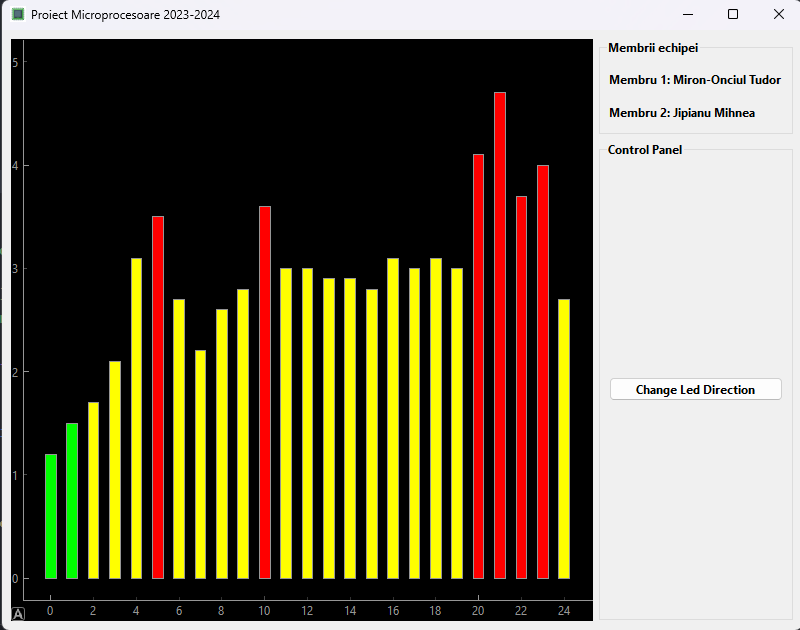 Proiect Microprocesoare 2023-2024
Membrii echipei
Membru 1: Miron-Onciul Tudor
Membru 2: Jipianu Mihnea
Control Panel
Change Led Direction
5
4
3
2
1
0
A
0 2 4 6 8 10 12 14 16 18 20 22 24